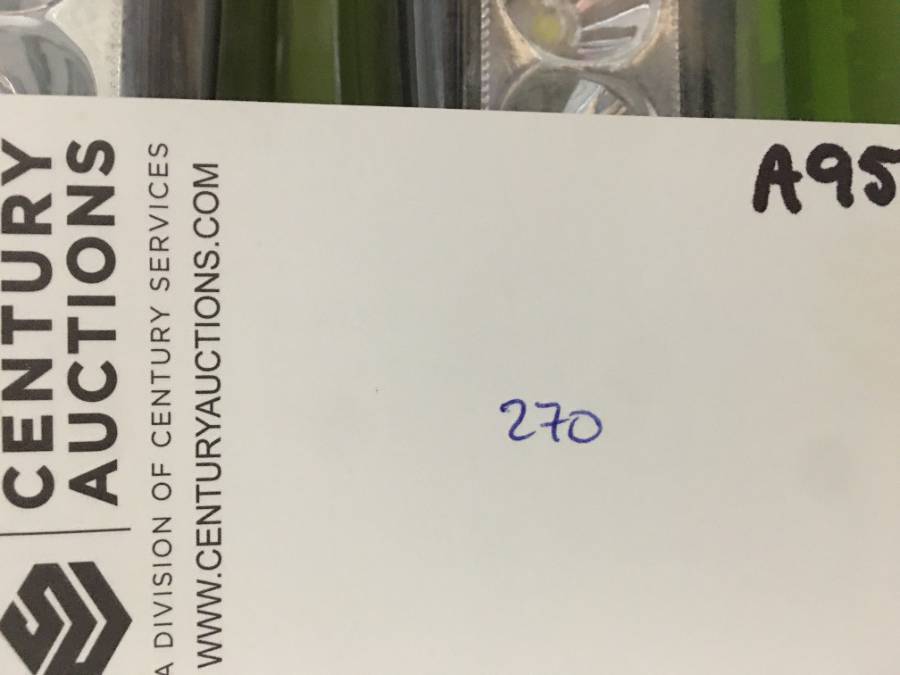 CENTURY
AUCTIONS
A DIVISION OF CENTURY SERVICES
WWW.CENTURYAUCTIONS.COM
A95
270